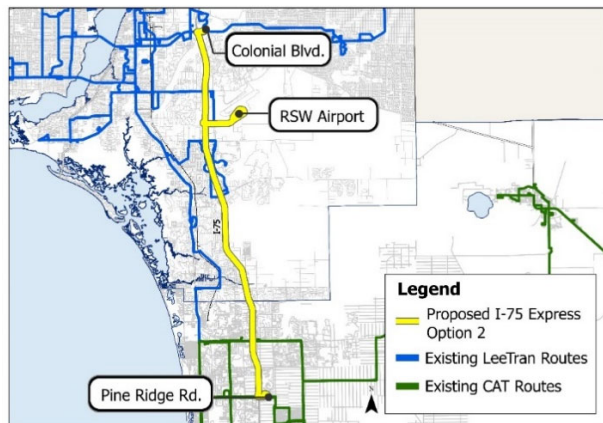 Colonial Blvd.
RSW Airport
I-75
Legend
Proposed I-75 Express
Option 2
Existing LeeTran Routes
Existing CAT Routes
Pine Ridge Rd.
N